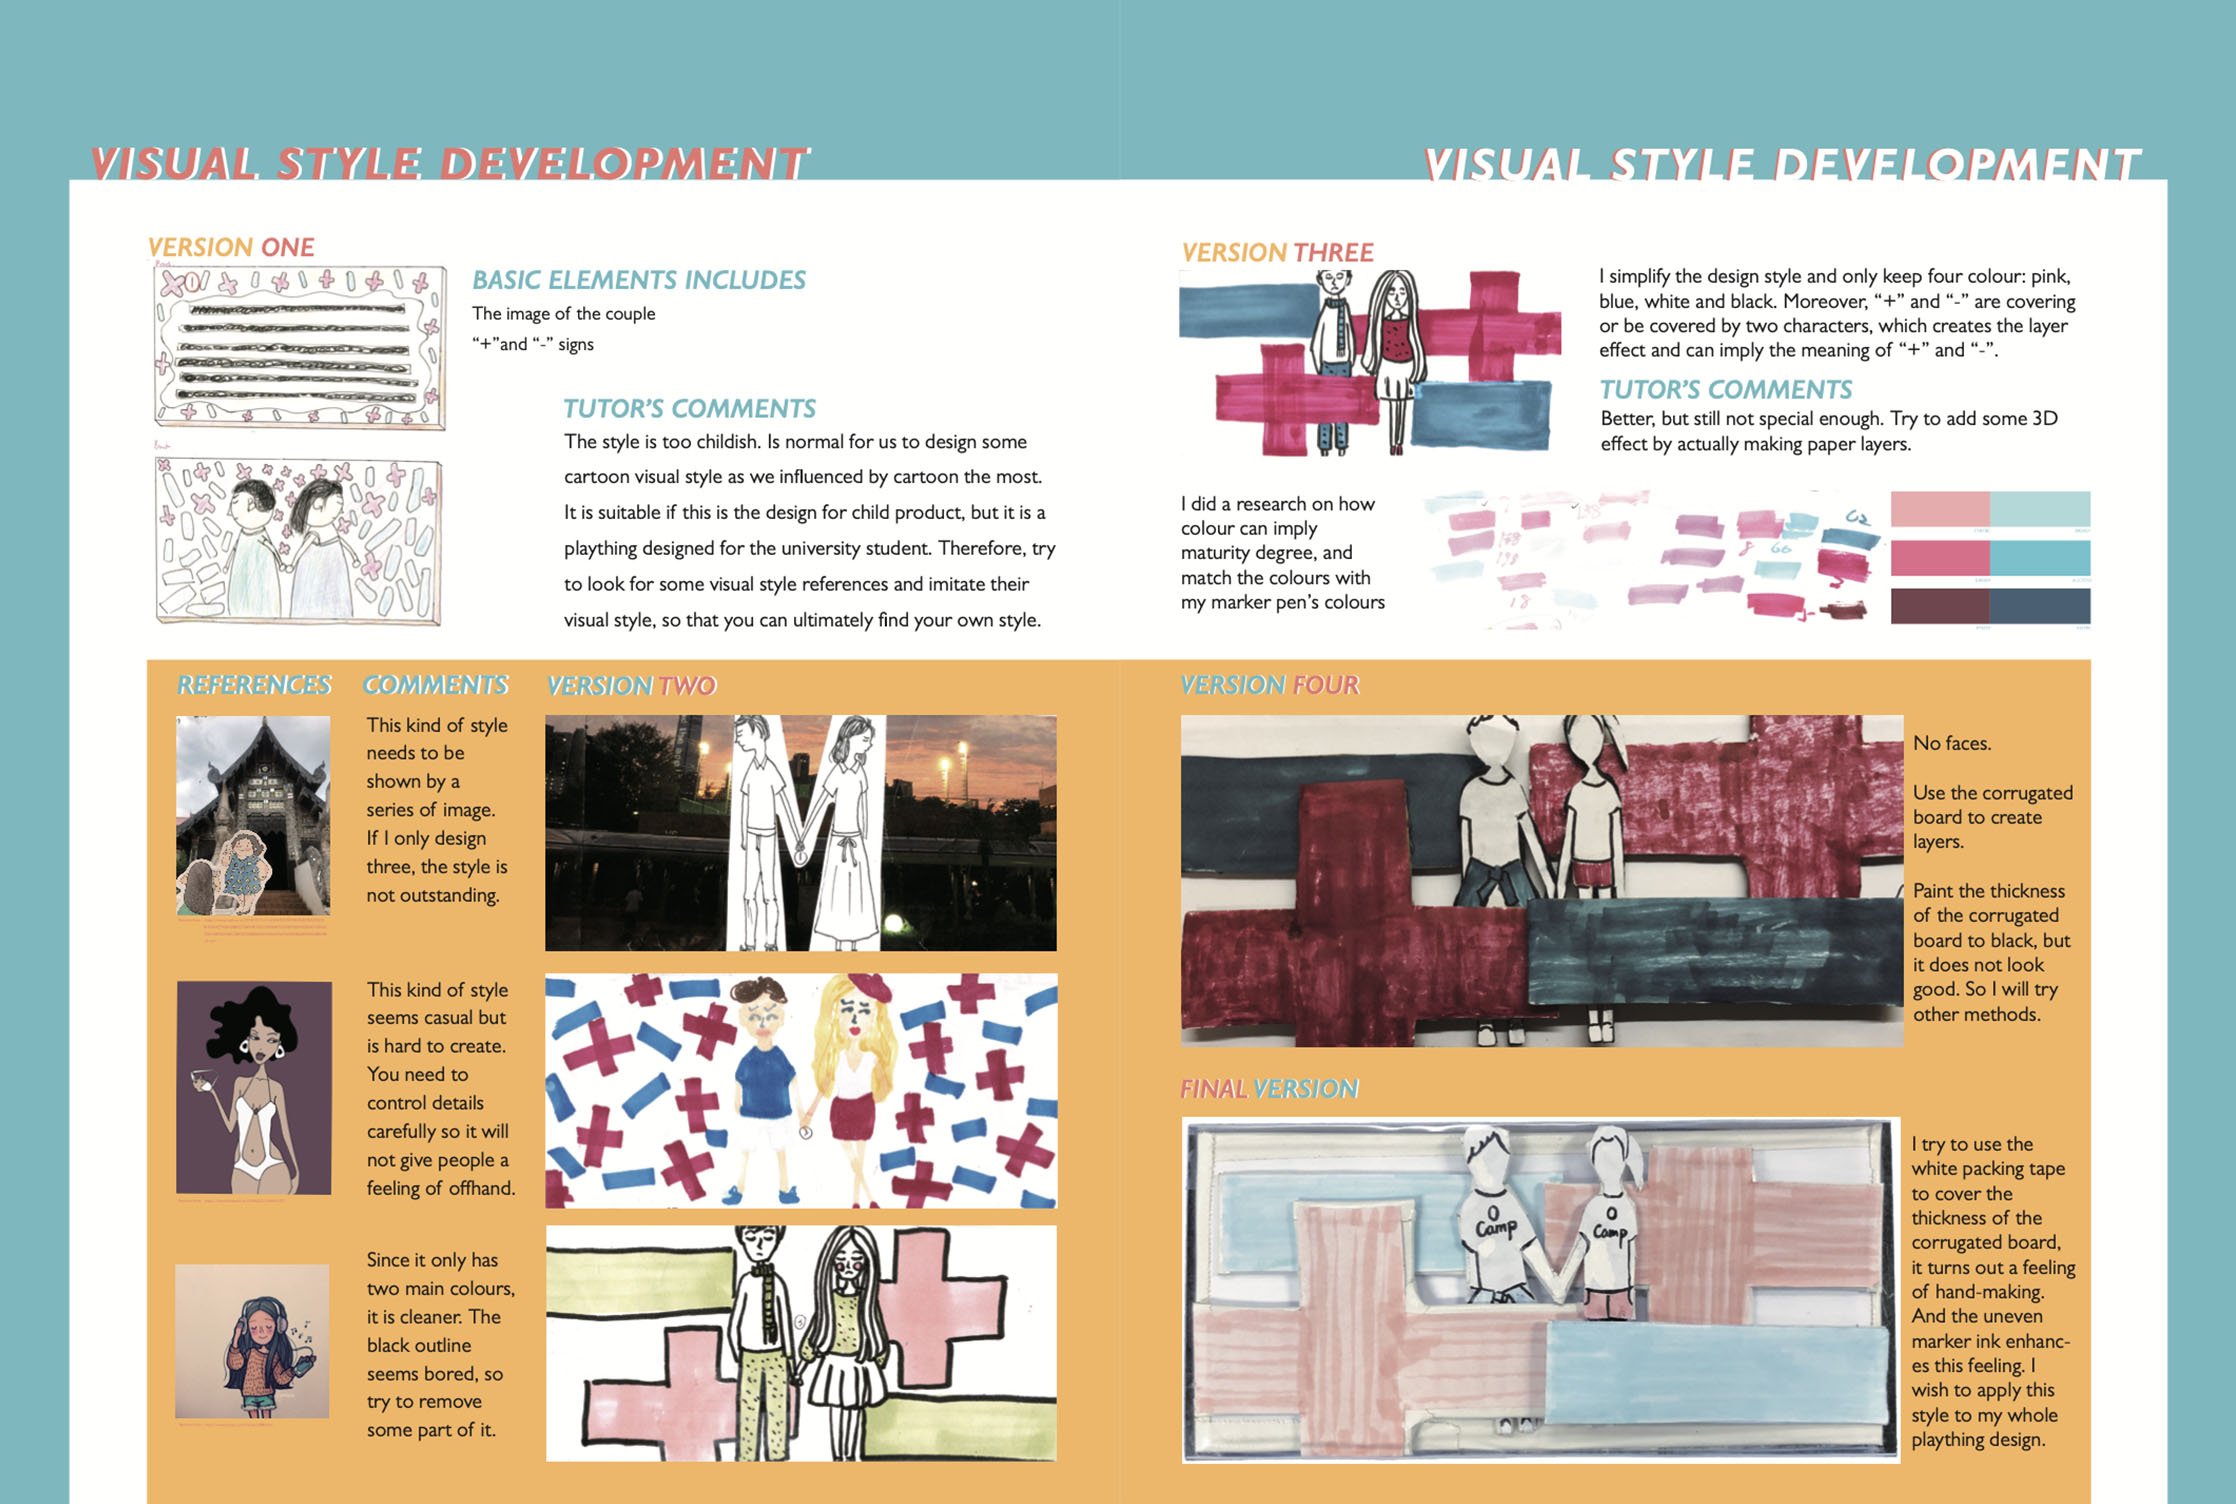 VISUAL STYLE DEVELOPMENT
VERSION ONE
BASIC ELEMENTS INCLUDES
The image of the couple
“+”and “-” signs
TUTOR’S COMMENTS
The style is too childish. Is normal for us to design some
cartoon visual style as we influenced by cartoon the most.
It is suitable if this is the design for child product, but it is a
plaything designed for the university student. Therefore, try
to look for some visual style references and imitate their
visual style, so that you can ultimately find your own style.
REFERENCES
COMMENTS
This kind of style
needs to be
shown by a
series of image.
If I only design
three, the style is
not outstanding.
This kind of style
seems casual but
is hard to create.
You need to
control details
carefully so it will
not give people a
feeling of offhand.
Since it only has
two main colours,
it is cleaner. The
black outline
seems bored, so
try to remove
some part of it.
VERSION TWO
VISUAL STYLE DEVELOPMENT
VERSION THREE
I simplify the design style and only keep four colour: pink,
blue, white and black. Moreover, “+” and “-” are covering
or be covered by two characters, which creates the layer
effect and can imply the meaning of “+” and “-”.
TUTOR’S COMMENTS
Better, but still not special enough. Try to add some 3D
effect by actually making paper layers.
I did a research on how
colour can imply
maturity degree, and
match the colours with
my marker pen’s colours
VERSION FOUR
No faces.
Use the corrugated
board to create
layers.
Paint the thickness
of the corrugated
board to black, but
it does not look
good. So I will try
other methods.
FINAL VERSION
O
Camp
O
Camp
I try to use the
white packing tape
to cover the
thickness of the
corrugated board,
it turns out a feeling
of hand-making.
And the uneven
marker ink enhanc-
es this feeling. I
wish to apply this
style to my whole
plaything design.